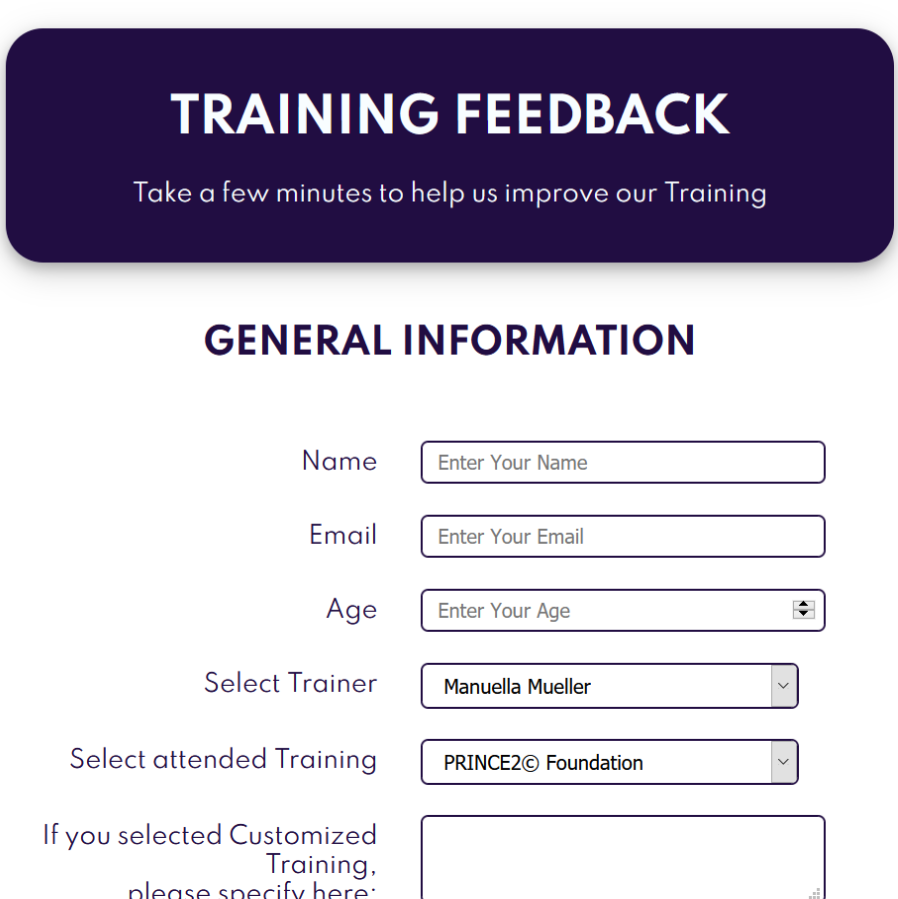 TRAINING FEEDBACK
Take a few minutes to help us improve our Training
GENERAL INFORMATION
Name
Enter Your Name
Email
Enter Your Email
Age
Enter Your Age
Select Trainer
Manuella Mueller
Select attended Training
PRINCE2© Foundation
If you selected Customized
Training,
please specify here: